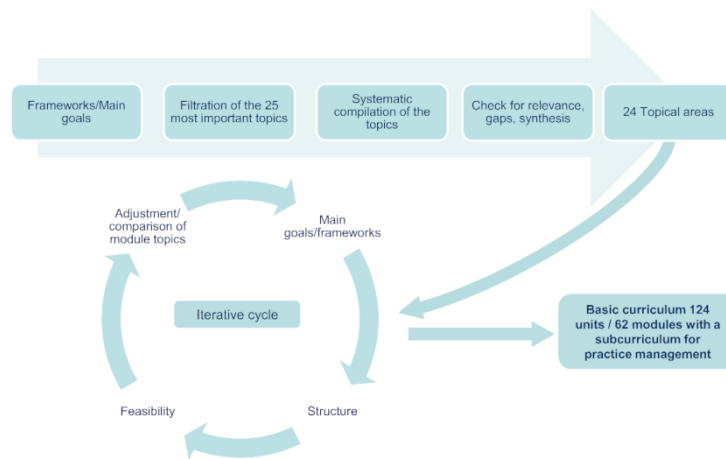 Frameworks/Main
goals
Filtration of the 25
most important topics
Systematic
compilation of the
topics
Check for relevance,
gaps, synthesis
24 Topical areas
Adjustment/
comparison of
module topics
Main
goals/frameworks
Iterative cycle
Basic curriculum 124
units / 62 modules with a
subcurriculum for
practice management
Feasibility
Structure